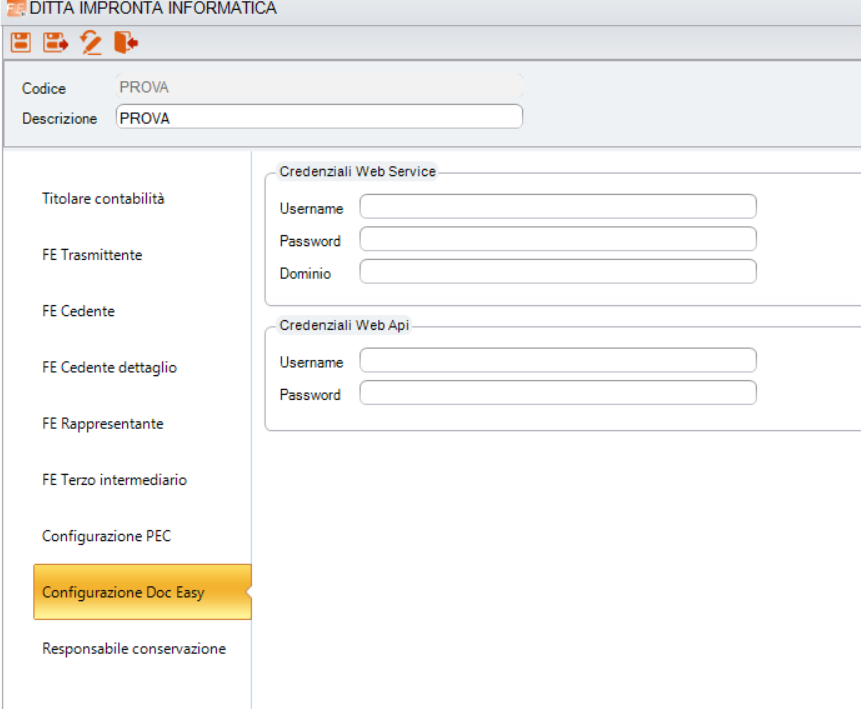 FE DITTA IMPRONTA INFORMATICA
Codice PROVA
Descrizione PROVA
Titolare contabilità
FE Trasmittente
FE Cedente
FE Cedente dettaglio
FE Rappresentante
FE Terzo intermediario
Configurazione PEC
Configurazione Doc Easy
Responsabile conservazione
Credenziali Web Service
Username
Password
Dominio
Credenziali Web Api
Username
Password